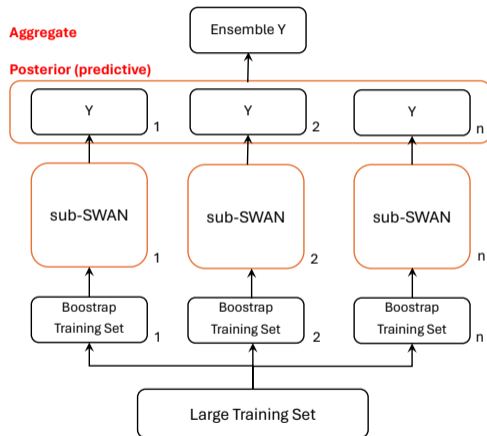 Ensemble Y
Aggregate
Posterior (predictive)
Y
1
Y
2
Y
n
sub-SWAN
1
sub-SWAN
2
sub-SWAN
n
Boostrap
Training Set
1
Boostrap
Training Set
2
Boostrap
Training Set
n
Large Training Set